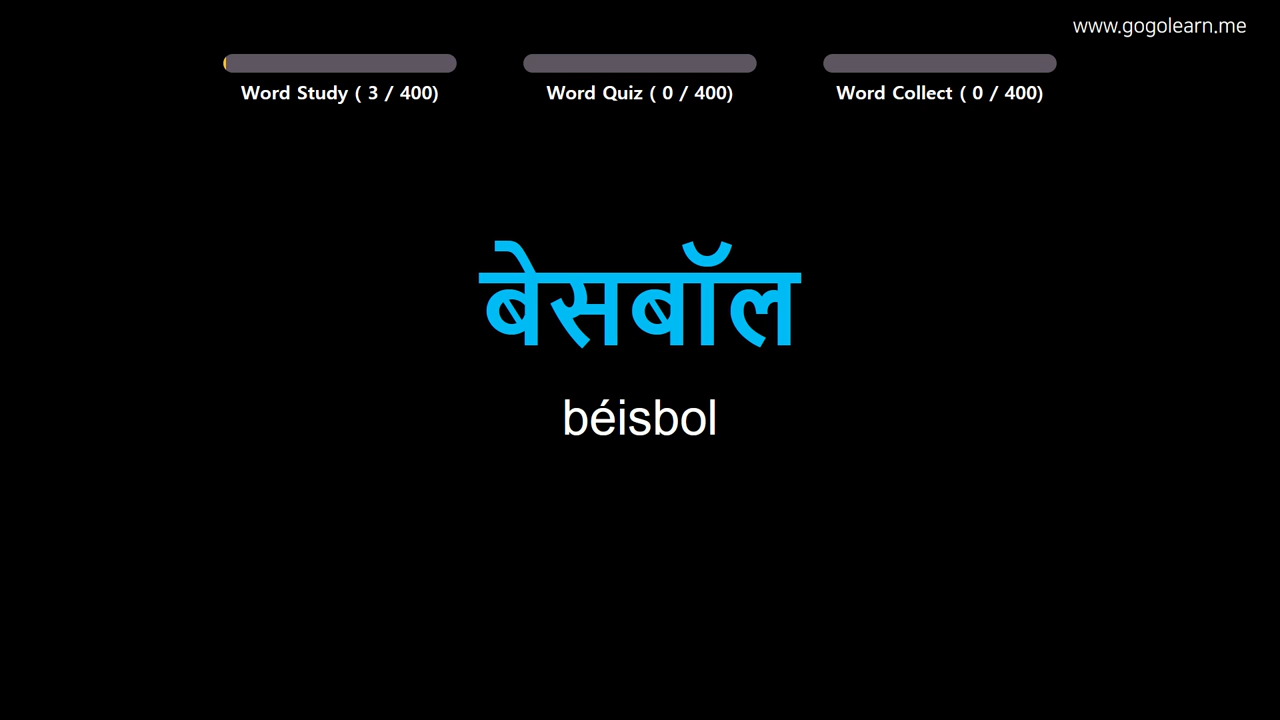 www.gogolearn.me
Word Study ( 3 / 400)
Word Quiz ( 0 / 400)
Word Collect ( 0 / 400)
बेसबॉल
béisbol